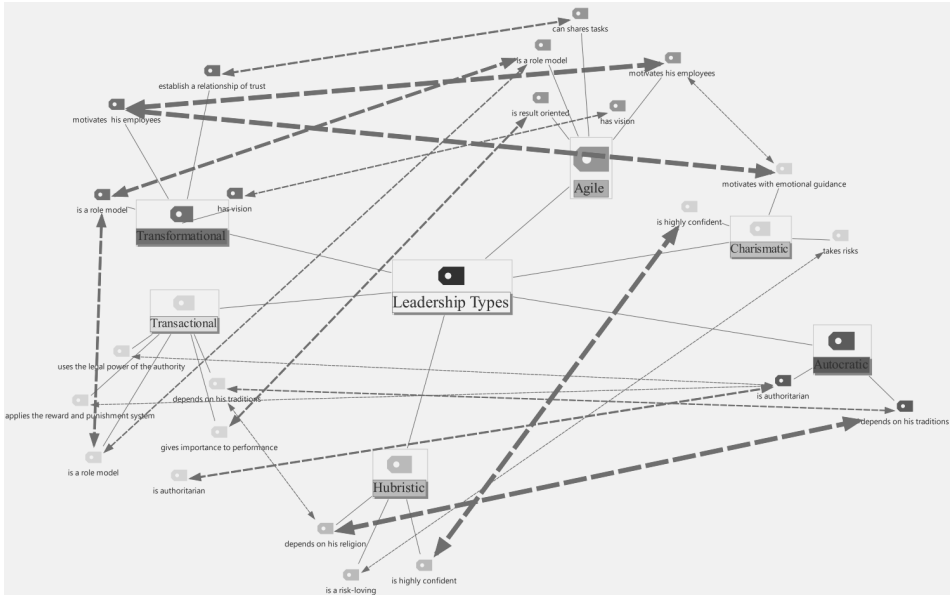 can shares tasks
is a role model
establish a relationship of trust
motivates his employees
motivates his employees
is result oriented
has vision
Agile
motivates with emotional guidance
is a role model
has vision
Transformational
is highly confident
Charismatic
takes risks
Leadership Types
Transactional
uses the legal power of the authority
Autocratic
is authoritarian
depends on his traditions
applies the reward and punishment system
depends on his traditions
gives importance to performance
is a role model
is authoritarian
Hubristic
depends on his religion
is highly confident
is a risk-loving